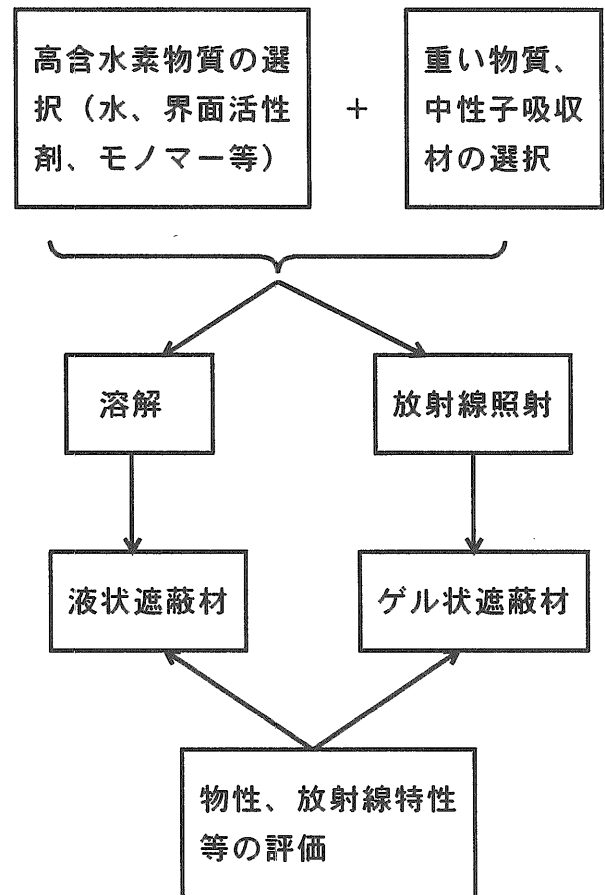 高含水素物質の選
択（水、界面活性
剤、モノマー等）
+
重い物質、
中性子吸収
材の選択
溶解
放射線照射
液状遮蔽材
ゲル状遮蔽材
物性、放射線特性
等の評価